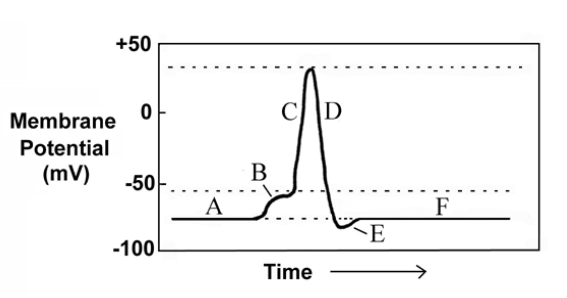 +50
0
-50
-100
Membrane
Potential
(mV)
A
B
C
D
E
F
Time